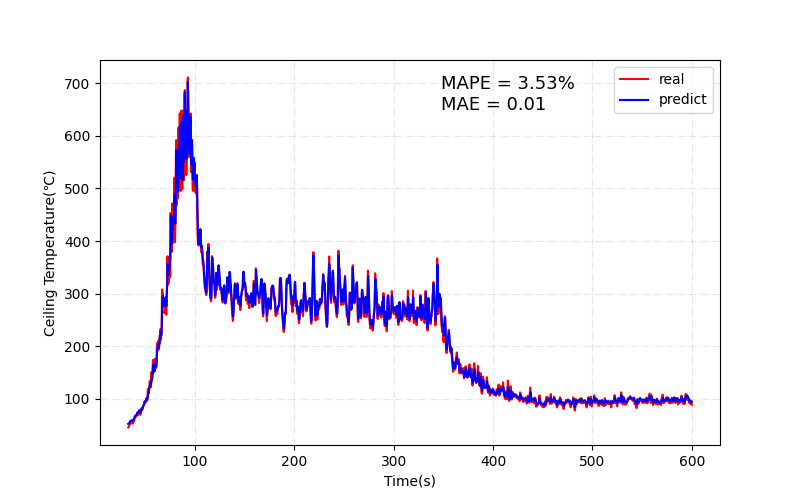 MAPE = 3.53%
MAE = 0.01
real
predict
700
600
500
400
300
200
100
Ceiling Temperature(℃)
100 200 300 400 500 600
Time(s)